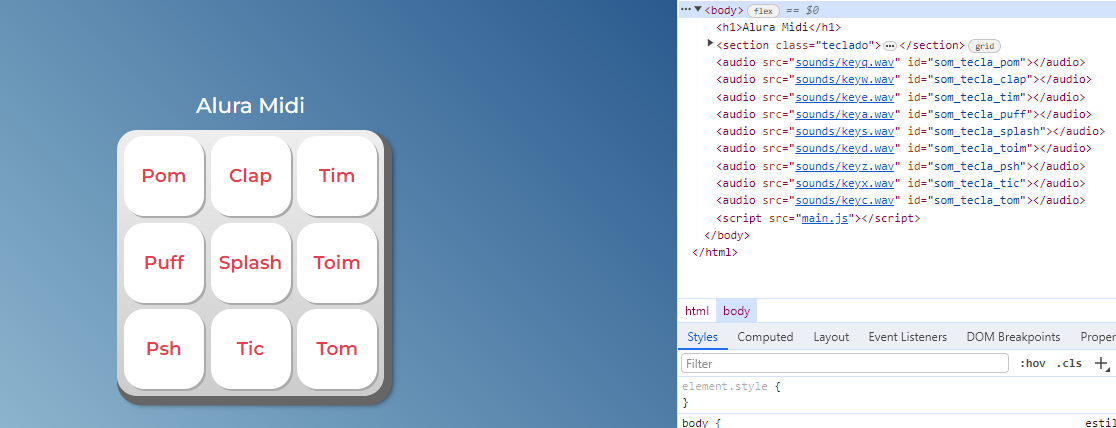 Alura Midi
Pom Clap Tim
Puff Splash Toim
Psh Tic Tom
••• ▼ <body> flex == $0
<h1>Alura Midi</h1>
▶ <section class="teclado"> ••• </section> grid
<audio src="sounds/keyq.wav" id="som_tecla_pom"></audio>
<audio src="sounds/keyw.wav" id="som_tecla_clap"></audio>
<audio src="sounds/keye.wav" id="som_tecla_tim"></audio>
<audio src="sounds/keya.wav" id="som_tecla_puff"></audio>
<audio src="sounds/keys.wav" id="som_tecla_splash"></audio>
<audio src="sounds/keyd.wav" id="som_tecla_toim"></audio>
<audio src="sounds/keyz.wav" id="som_tecla_psh"></audio>
<audio src="sounds/keyx.wav" id="som_tecla_tic"></audio>
<audio src="sounds/keyc.wav" id="som_tecla_tom"></audio>
<script src="main.js"></script>
</body>
</html>
html body
Styles Computed Layout Event Listeners DOM Breakpoints Proper
Filter :hov .cls +
element.style {
}
body { estil